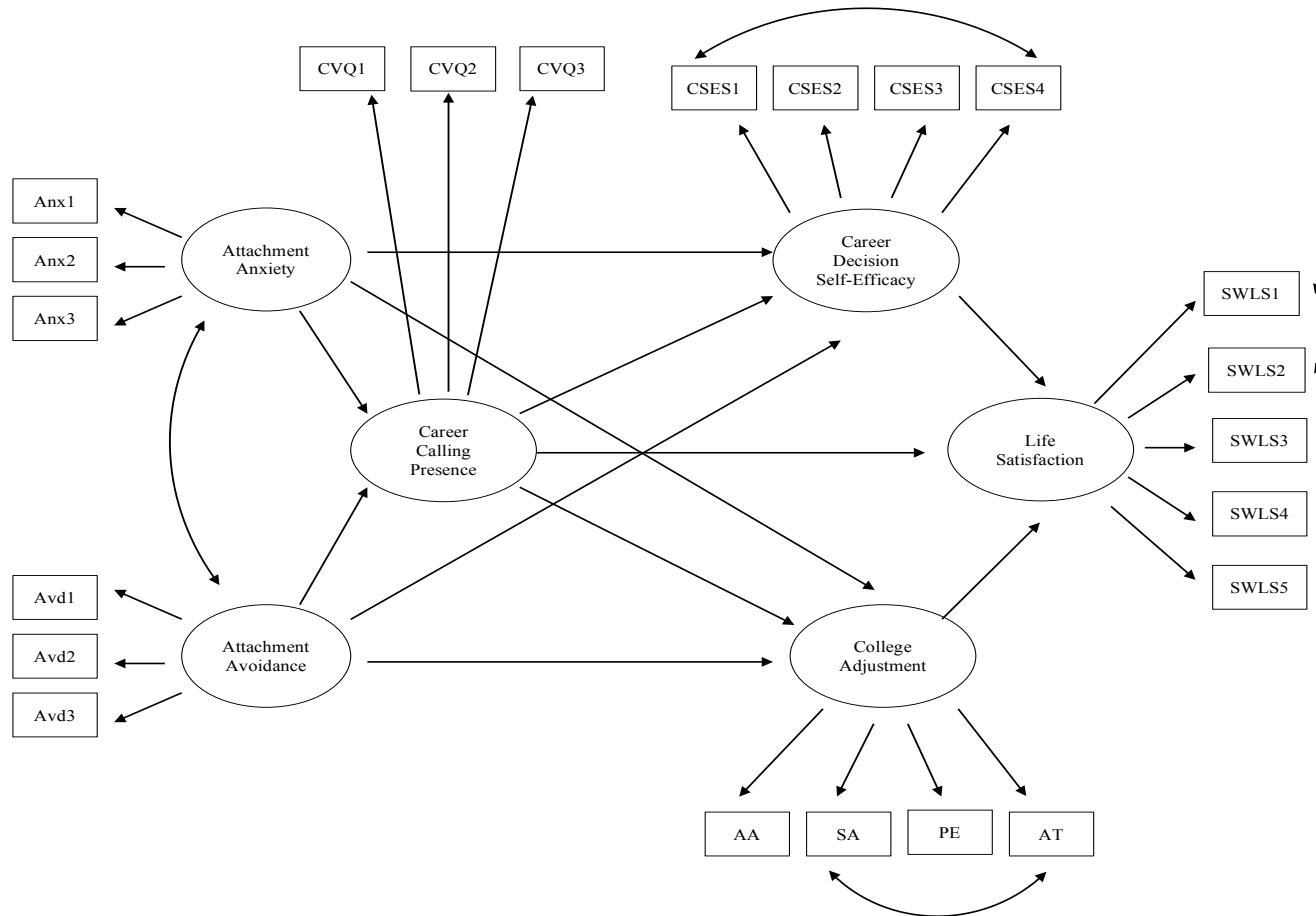 CVQ1
CVQ2
CVQ3
CSES1
CSES2
CSES3
CSES4
Anx1
Anx2
Anx3
Attachment
Anxiety
Career
Decision
Self-Efficacy
SWLS1
SWLS2
SWLS3
SWLS4
SWLS5
Career
Calling
Presence
Life
Satisfaction
Avd1
Avd2
Avd3
Attachment
Avoidance
College
Adjustment
AA
SA
PE
AT